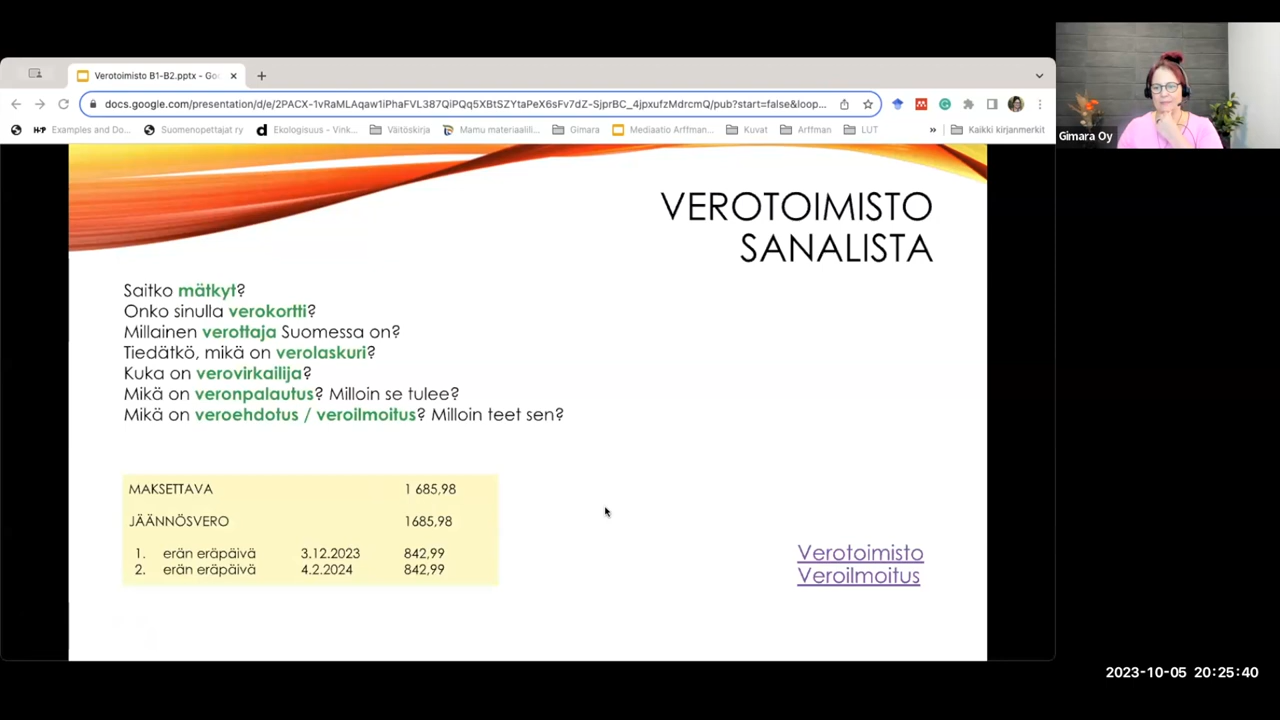 Verotoimisto B1-B2.pptx - Go
docs.google.com/presentation/d/e/2PACX-1vRaMLAqaw1iPhaFVL387QiPQq5XBtSZYtaPeX6sFv7dZ-SjprBC_4jpxufzMdrcmQ/pub?start=false&loop...
Examples and Do... Suomenopettajat ry Ekologisuus - Vink... Väitöskirja Mamu materiaalil... Gimara Mediaatio Arffman... Kuvat Arffman LUT » Kaikki kirjanmerkit
Gimara Oy
VEROTOIMISTO
SANALISTA
Saitko mätkyt?
Onko sinulla verokortti?
Millainen verottaja Suomessa on?
Tiedätkö, mikä on verolaskuri?
Kuka on verovirkailija?
Mikä on veronpalautus? Milloin se tulee?
Mikä on veroehdotus / veroilmoitus? Milloin teet sen?
MAKSETTAVA 1 685,98
JÄÄNNÖSVERO 1685,98
1. erän eräpäivä 3.12.2023 842,99
2. erän eräpäivä 4.2.2024 842,99
Verotoimisto
Veroilmoitus
2023-10-05 20:25:40